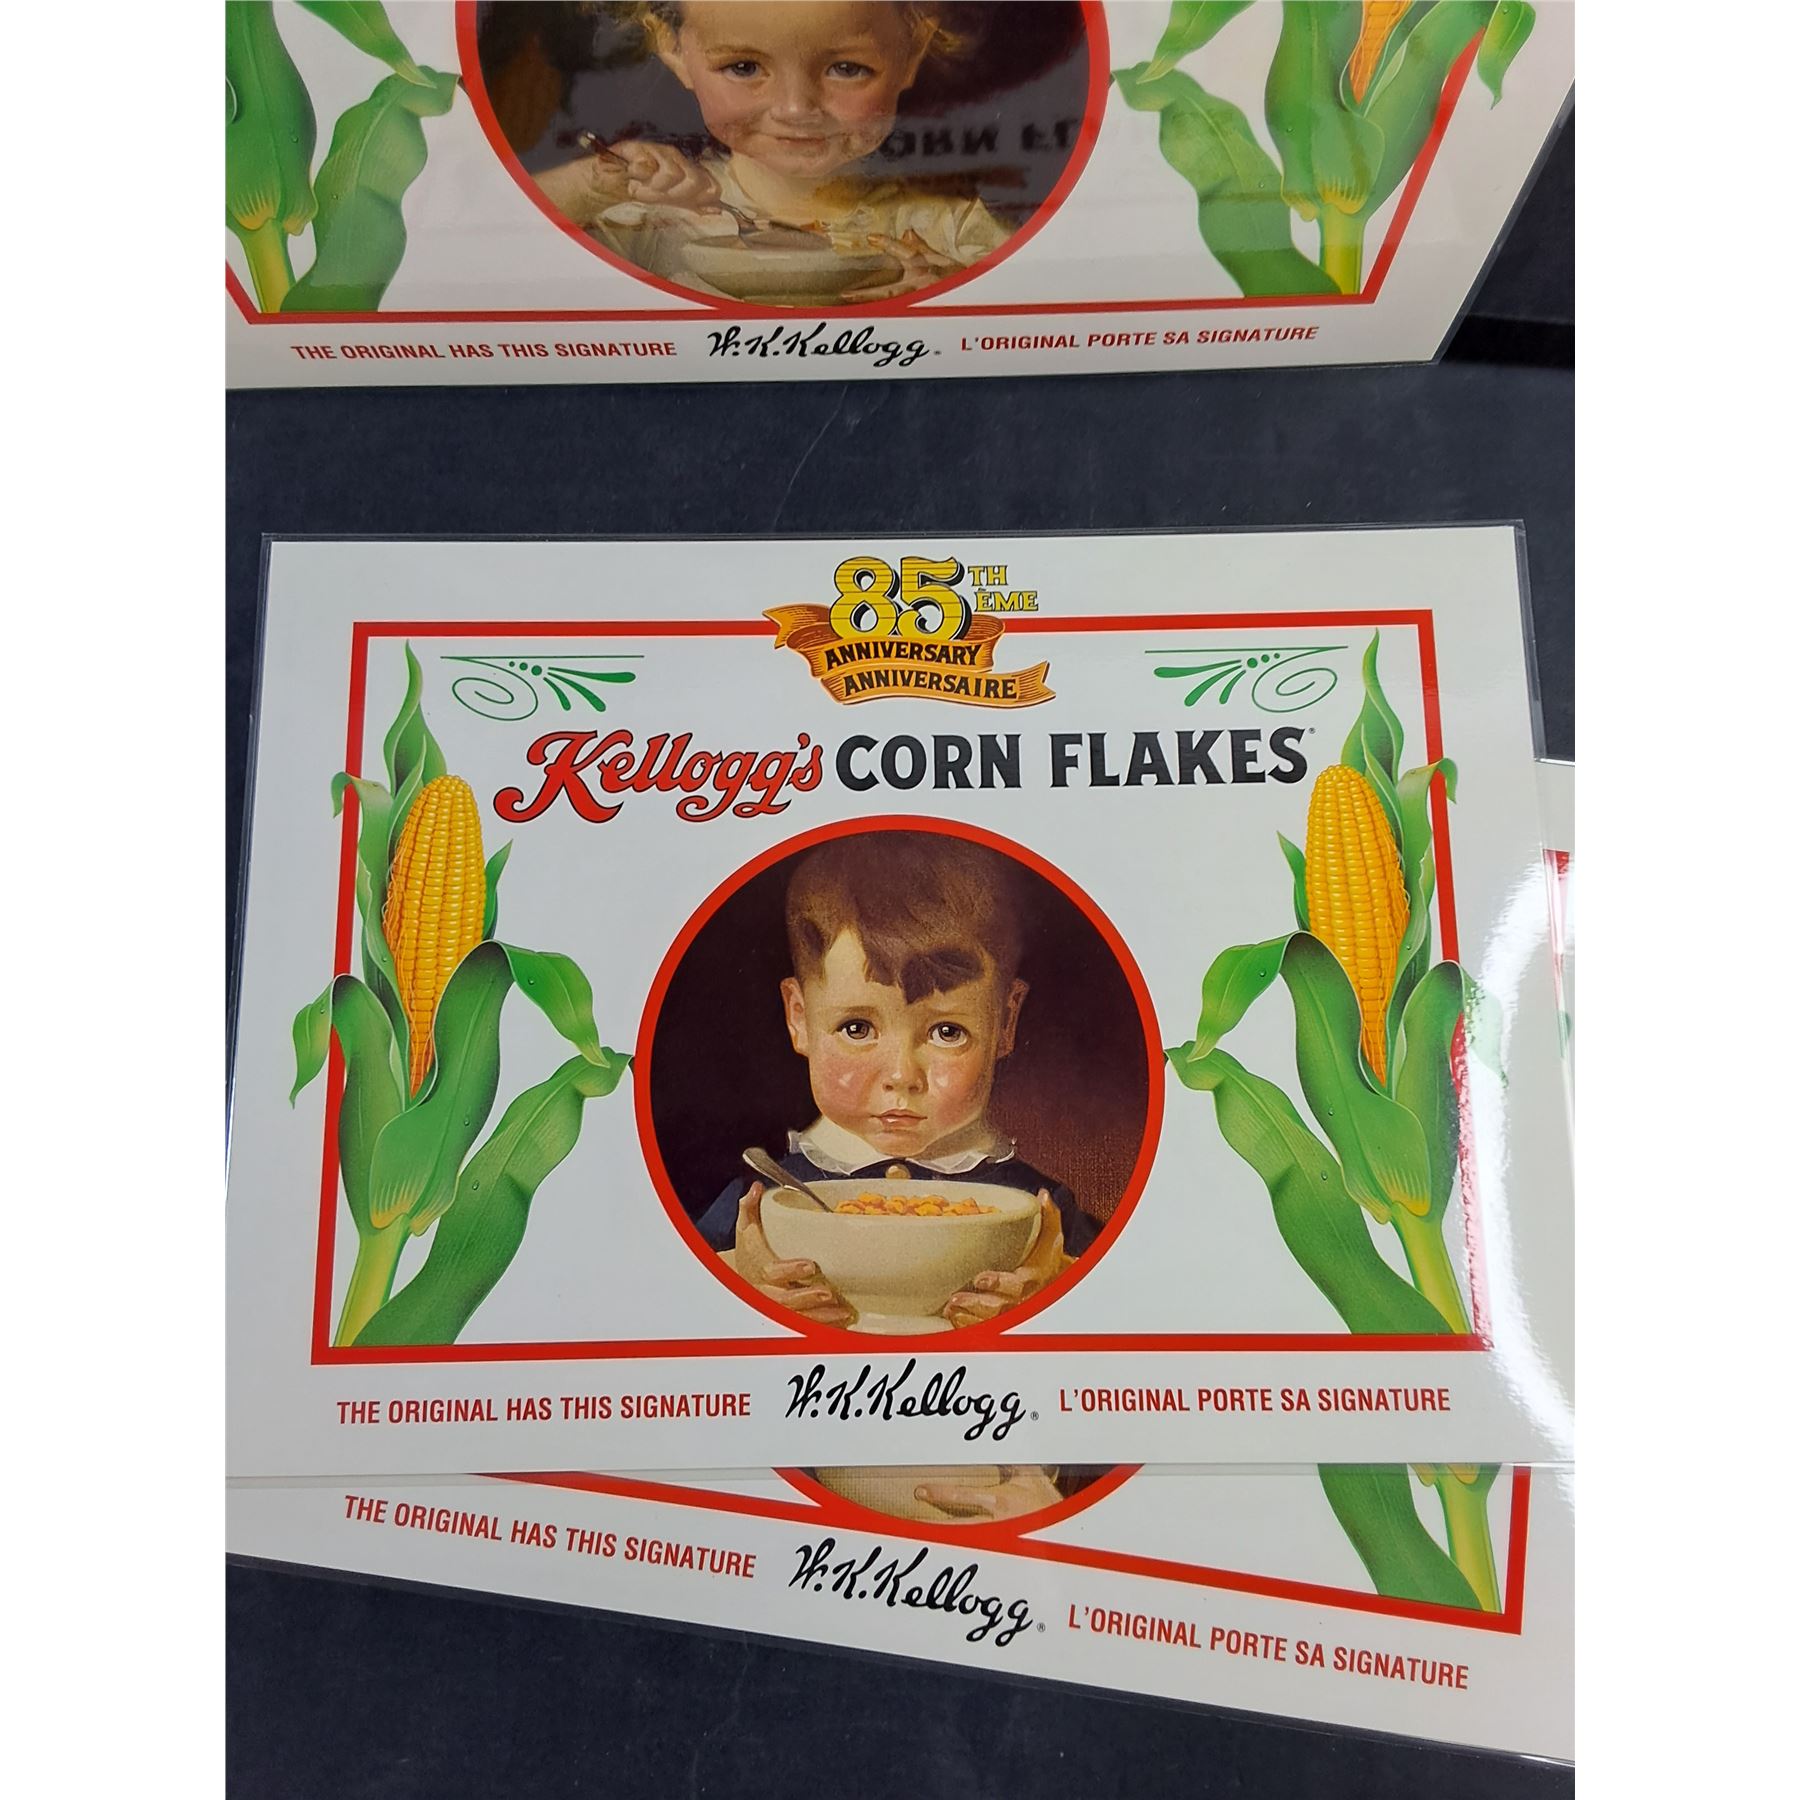 THE ORIGINAL HAS THIS SIGNATURE W.K.Kellogg. L'ORIGINAL PORTE SA SIGNATURE
85TH
ÈME
ANNIVERSARY
ANNIVERSAIRE
Kellogg's CORN FLAKES®
THE ORIGINAL HAS THIS SIGNATURE W.K.Kellogg® L'ORIGINAL PORTE SA SIGNATURE
THE ORIGINAL HAS THIS SIGNATURE W.K.Kellogg® L'ORIGINAL PORTE SA SIGNATURE